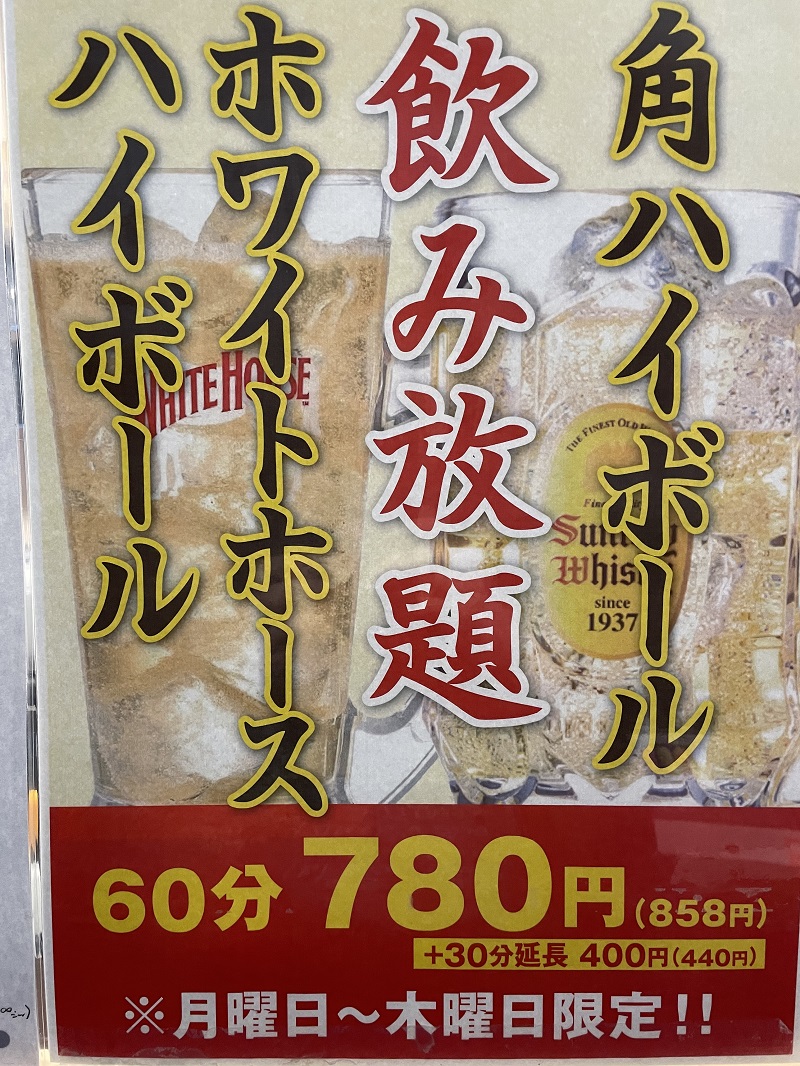 角ハイボール
飲み放題
ホワイトホース
ハイボール
WHITE HORSE
THE FINEST OLD
Suntory
Whisky
since
1937
60分 780円(858円)
+30分延長 400円(440円)
※月曜日〜木曜日限定!!